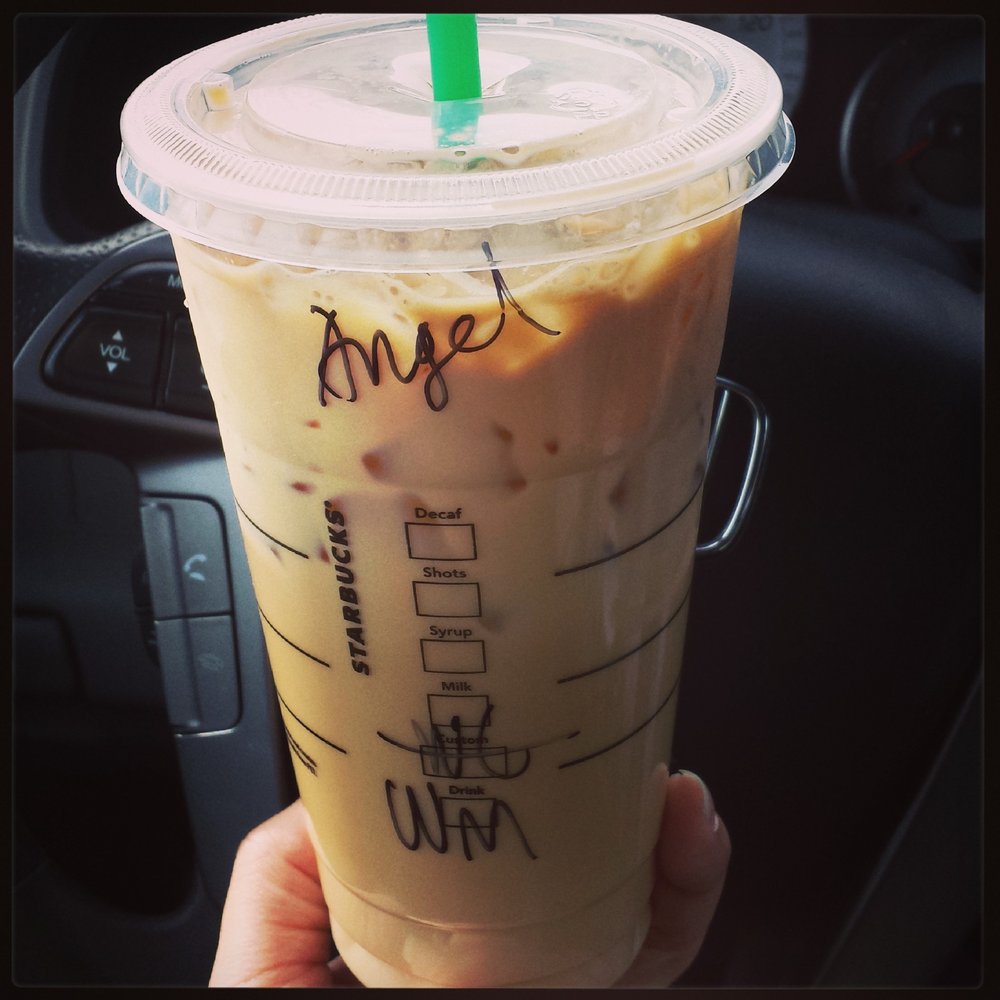 Angel
VOL
STARBUCKS
Decaf
Shots
Syrup
Milk
Custom
Drink
WM